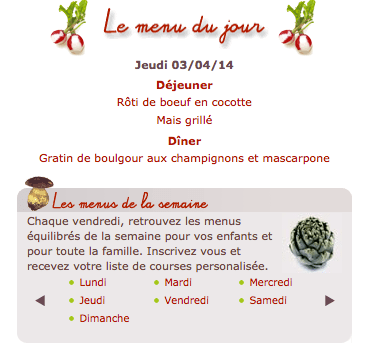 Le menu du jour
Jeudi 03/04/14
Déjeuner
Rôti de boeuf en cocotte
Mais grillé
Dîner
Gratin de boulgour aux champignons et mascarpone
Les menus de la semaine
Chaque vendredi, retrouvez les menus
équilibrés de la semaine pour vos enfants et
pour toute la famille. Inscrivez vous et
recevez votre liste de courses personalisée.
Lundi Mardi Mercredi
Jeudi Vendredi Samedi
Dimanche